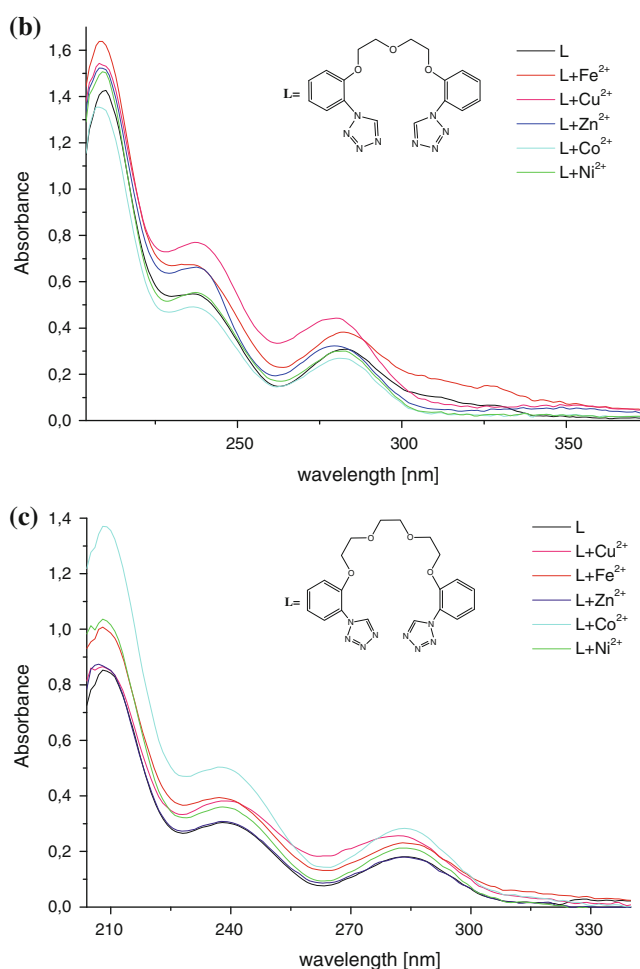 (b)
1,6
1,4
1,2
1,0
0,8
0,6
0,4
0,2
0,0
Absorbance
250
300
350
wavelength [nm]
L=
O
O
O
N
N
N
N
N
N
N
N
L
L+Fe2+
L+Cu2+
L+Zn2+
L+Co2+
L+Ni2+
(c)
1,4
1,2
1,0
0,8
0,6
0,4
0,2
0,0
Absorbance
210
240
270
300
330
wavelength [nm]
L=
O
O
O
O
N
N
N
N
N
N
N
N
L
L+Cu2+
L+Fe2+
L+Zn2+
L+Co2+
L+Ni2+